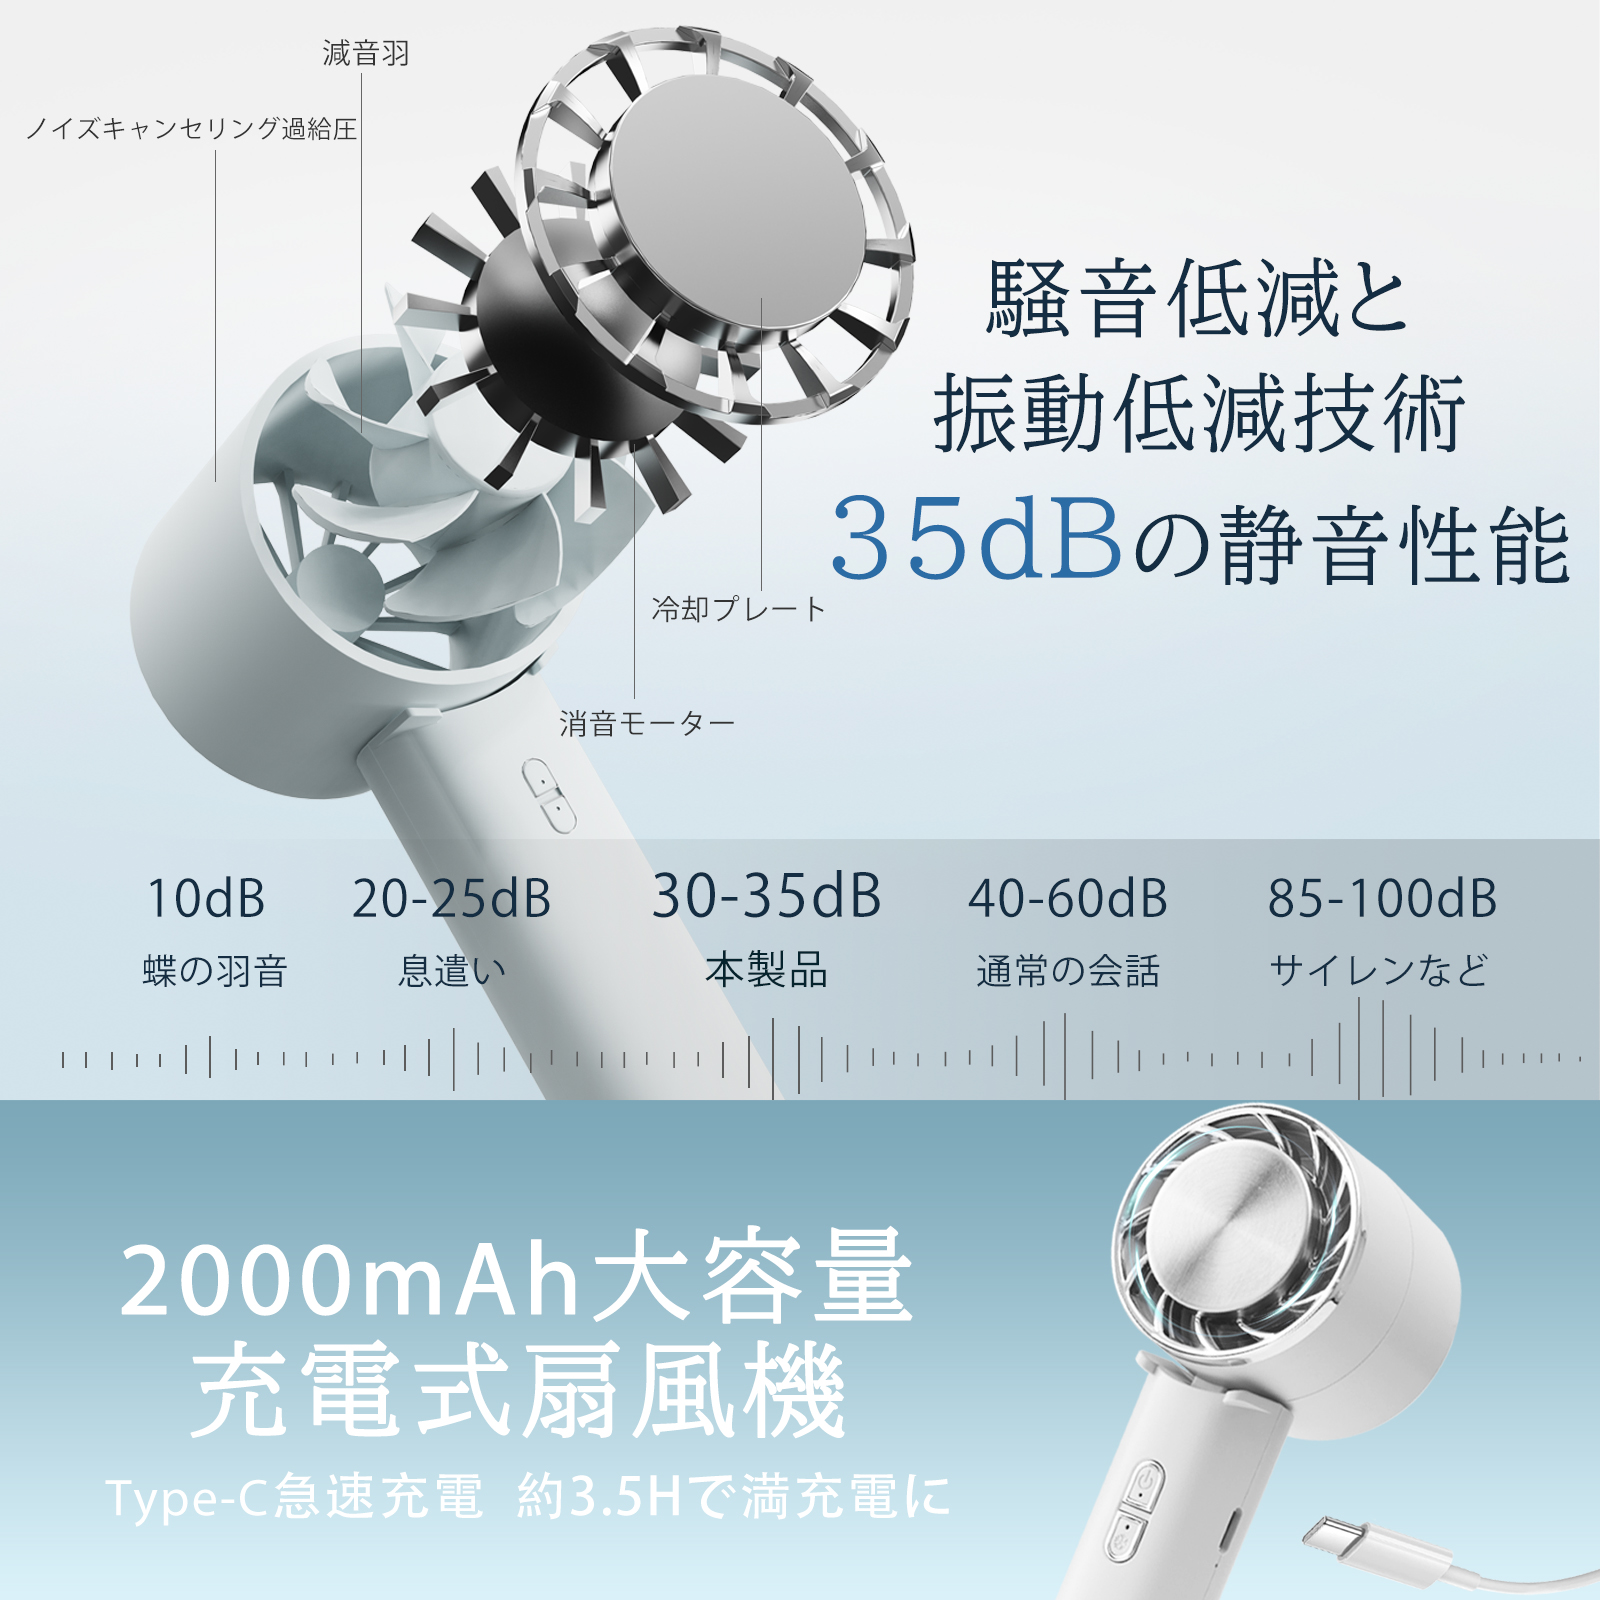 減音羽
ノイズキャンセリング過給圧
騒音低減と
振動低減技術
35dBの静音性能
冷却プレート
消音モーター
10dB 20-25dB 30-35dB 40-60dB 85-100dB
蝶の羽音 息遣い 本製品 通常の会話 サイレンなど
2000mAh大容量
充電式扇風機
Type-C急速充電 約3.5Hで満充電に